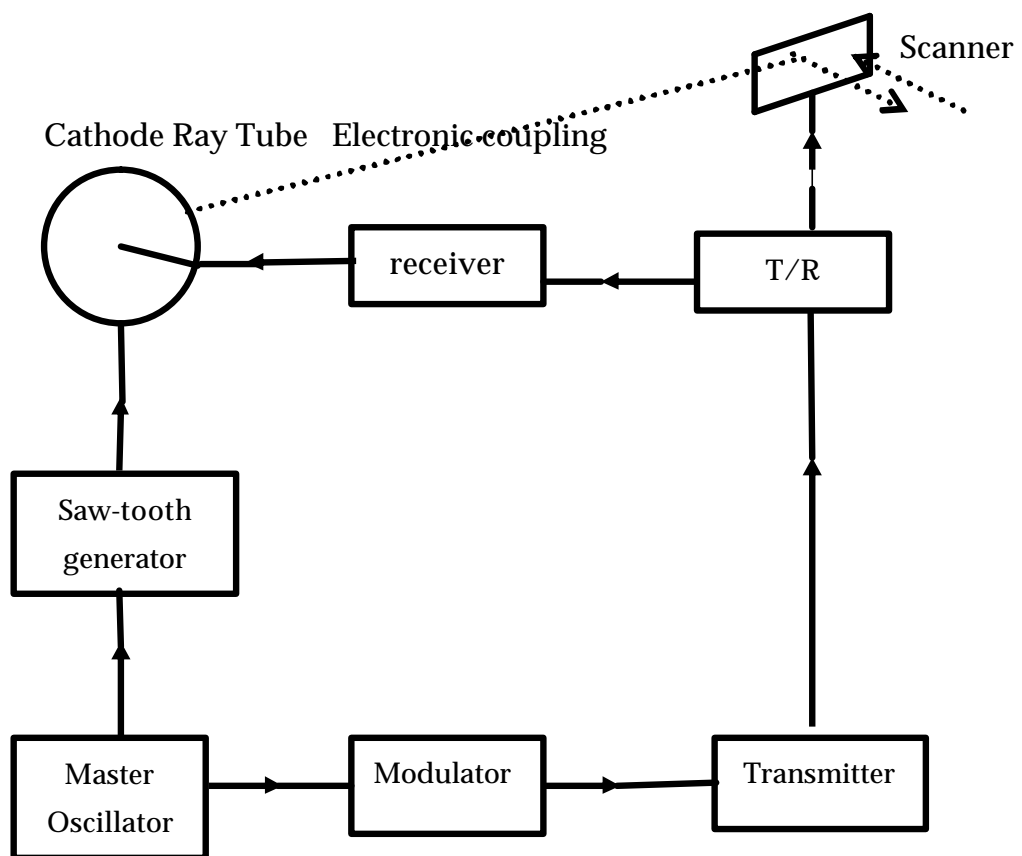 Scanner
Cathode Ray Tube Electronic coupling
receiver
T/R
Saw-tooth
generator
Master
Oscillator
Modulator
Transmitter